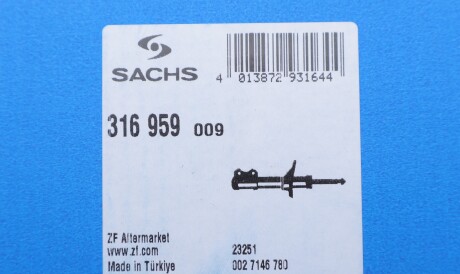 SACHS
4 013872 931644
316 959 009
ZF Aftermarket
www.zf.com
Made in Türkiye
23251
002 7146 780